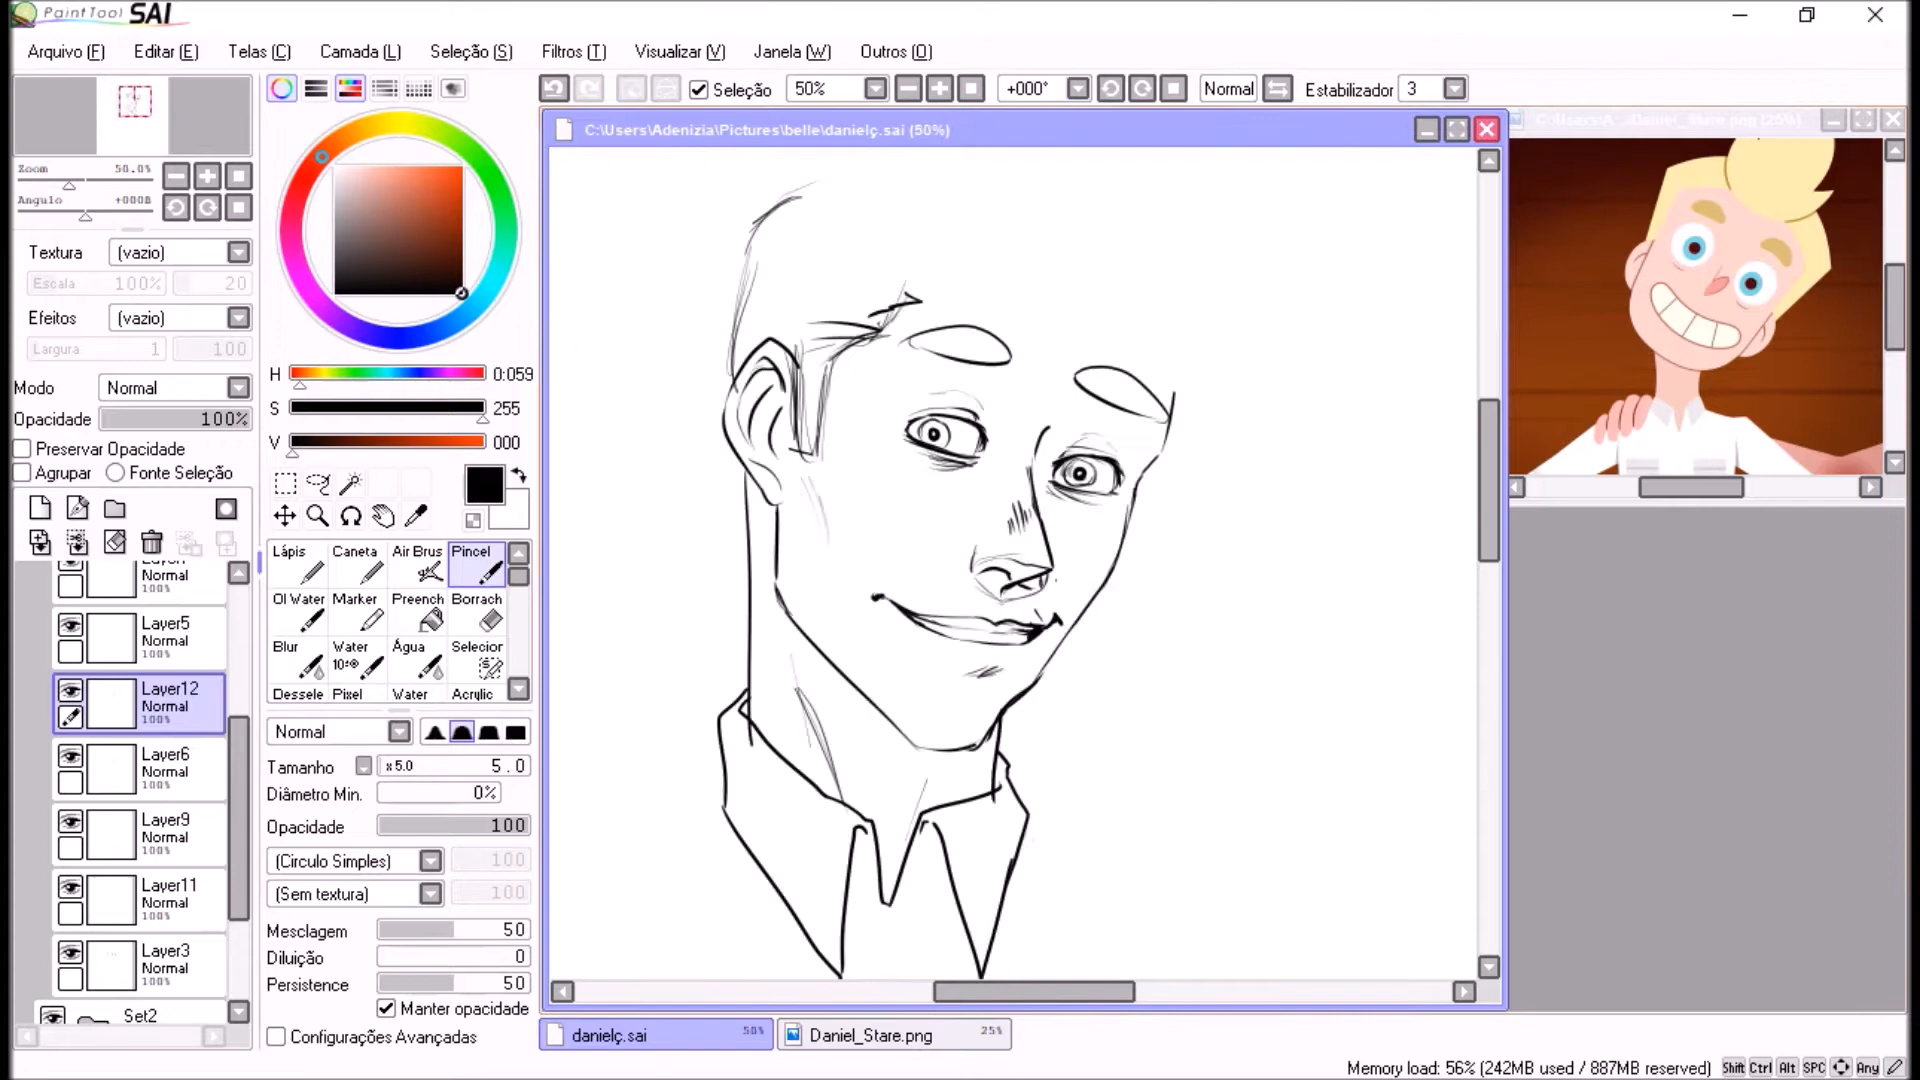 PaintTool SAI
Arquivo (F) Editar (E) Telas (C) Camada (L) Seleção (S) Filtros (T) Visualizar (V) Janela (W) Outros (O)
Seleção 50% +000° Normal Estabilizador 3
C:\Users\Adenizia\Pictures\belle\danielç.sai (50%)
Daniel_Stare.png (25%)
Zoom 50.0%
Angulo +000B
Textura (vazio)
Escala 100% 20
Efeitos (vazio)
Largura 1 100
Modo Normal
Opacidade 100%
Preservar Opacidade
Agrupar Fonte Seleção
Normal
100%
Layer5
Normal
100%
Layer12
Normal
100%
Layer6
Normal
100%
Layer9
Normal
100%
Layer11
Normal
100%
Layer3
Normal
100%
Set2
H 0:059
S 255
V 000
Lápis Caneta Air Brus Pincel
Ol Water Marker Preench Borrach
Blur Water Água Selecior
Dessele Pixel Water Acrylic
Normal
Tamanho x5.0 5.0
Diâmetro Min. 0%
Opacidade 100
(Circulo Simples) 100
(Sem textura) 100
Mesclagem 50
Diluição 0
Persistence 50
Manter opacidade
Configurações Avançadas
danielç.sai 50%
Daniel_Stare.png 25%
Memory load: 56% (242MB used / 887MB reserved) Shift Ctrl Alt SPC Any